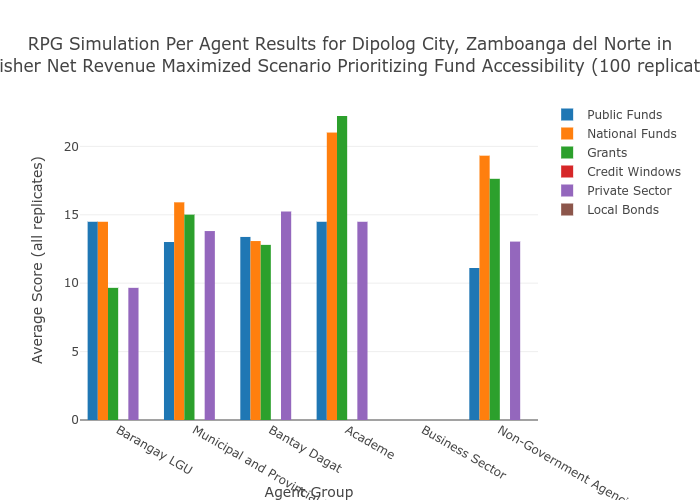 RPG Simulation Per Agent Results for Dipolog City, Zamboanga del Norte in
isher Net Revenue Maximized Scenario Prioritizing Fund Accessibility (100 replicat
Public Funds
National Funds
Grants
Credit Windows
Private Sector
Local Bonds
Average Score (all replicates)
20
15
10
5
0
Barangay LGU
Municipal and Provincial
Bantay Dagat
Academe
Business Sector
Non-Government Agenci
Agent Group